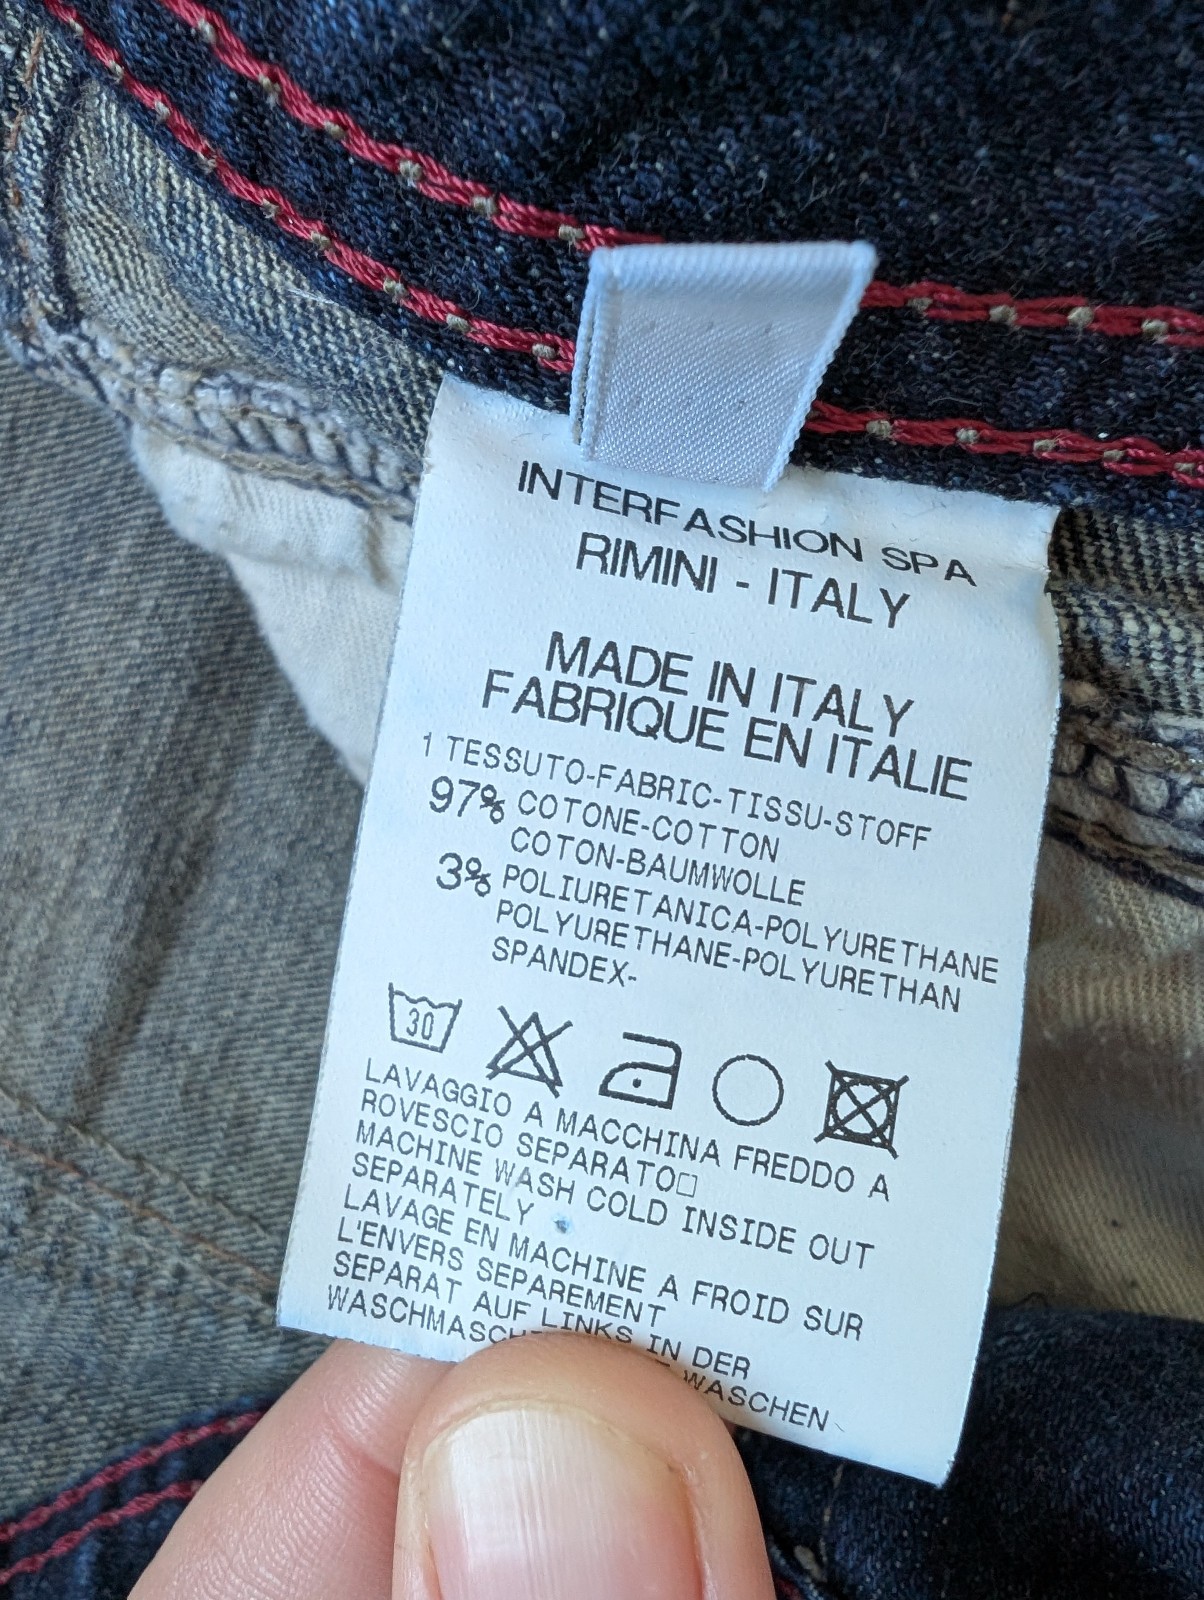 INTERFASHION SPA
RIMINI - ITALY
MADE IN ITALY
FABRIQUE EN ITALIE
1 TESSUTO-FABRIC-TISSU-STOFF
97% COTONE-COTTON
COTON-BAUMWOLLE
3% POLIURETANICA-POLYURETHANE
POLYURETHANE-POLYURETHAN
SPANDEX-
30
LAVAGGIO A MACCHINA FREDDO A
ROVESCIO SEPARATO□
MACHINE WASH COLD INSIDE OUT
SEPARATELY
LAVAGE EN MACHINE A FROID SUR
L'ENVERS SEPAREMENT
SEPARAT AUF LINKS IN DER
WASCHEN